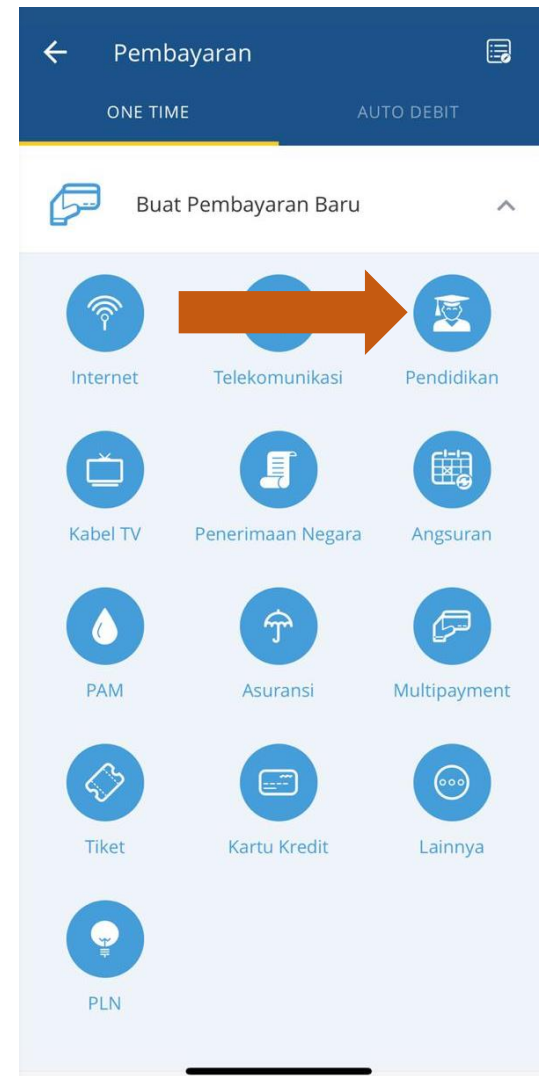 Pembayaran
ONE TIME AUTO DEBIT
Buat Pembayaran Baru
Internet Telekomunikasi Pendidikan
Kabel TV Penerimaan Negara Angsuran
PAM Asuransi Multipayment
Tiket Kartu Kredit Lainnya
PLN